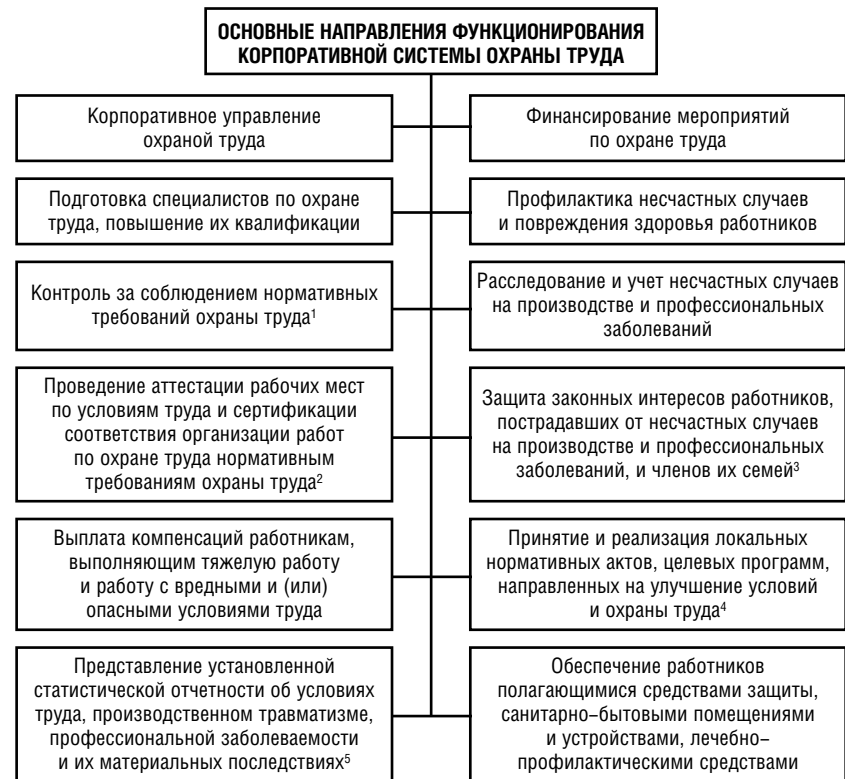 ОСНОВНЫЕ НАПРАВЛЕНИЯ ФУНКЦИОНИРОВАНИЯ
КОРПОРАТИВНОЙ СИСТЕМЫ ОХРАНЫ ТРУДА
Корпоративное управление
охраной труда
Финансирование мероприятий
по охране труда
Подготовка специалистов по охране
труда, повышение их квалификации
Профилактика несчастных случаев
и повреждения здоровья работников
Контроль за соблюдением нормативных
требований охраны труда¹
Расследование и учет несчастных случаев
на производстве и профессиональных
заболеваний
Проведение аттестации рабочих мест
по условиям труда и сертификации
соответствия организации работ
по охране труда нормативным
требованиям охраны труда²
Защита законных интересов работников,
пострадавших от несчастных случаев
на производстве и профессиональных
заболеваний, и членов их семей³
Выплата компенсаций работникам,
выполняющим тяжелую работу
и работу с вредными и (или)
опасными условиями труда
Принятие и реализация локальных
нормативных актов, целевых программ,
направленных на улучшение условий
и охраны труда⁴
Представление установленной
статистической отчетности об условиях
труда, производственном травматизме,
профессиональной заболеваемости
и их материальных последствиях⁵
Обеспечение работников
полагающимися средствами защиты,
санитарно–бытовыми помещениями
и устройствами, лечебно–
профилактическими средствами